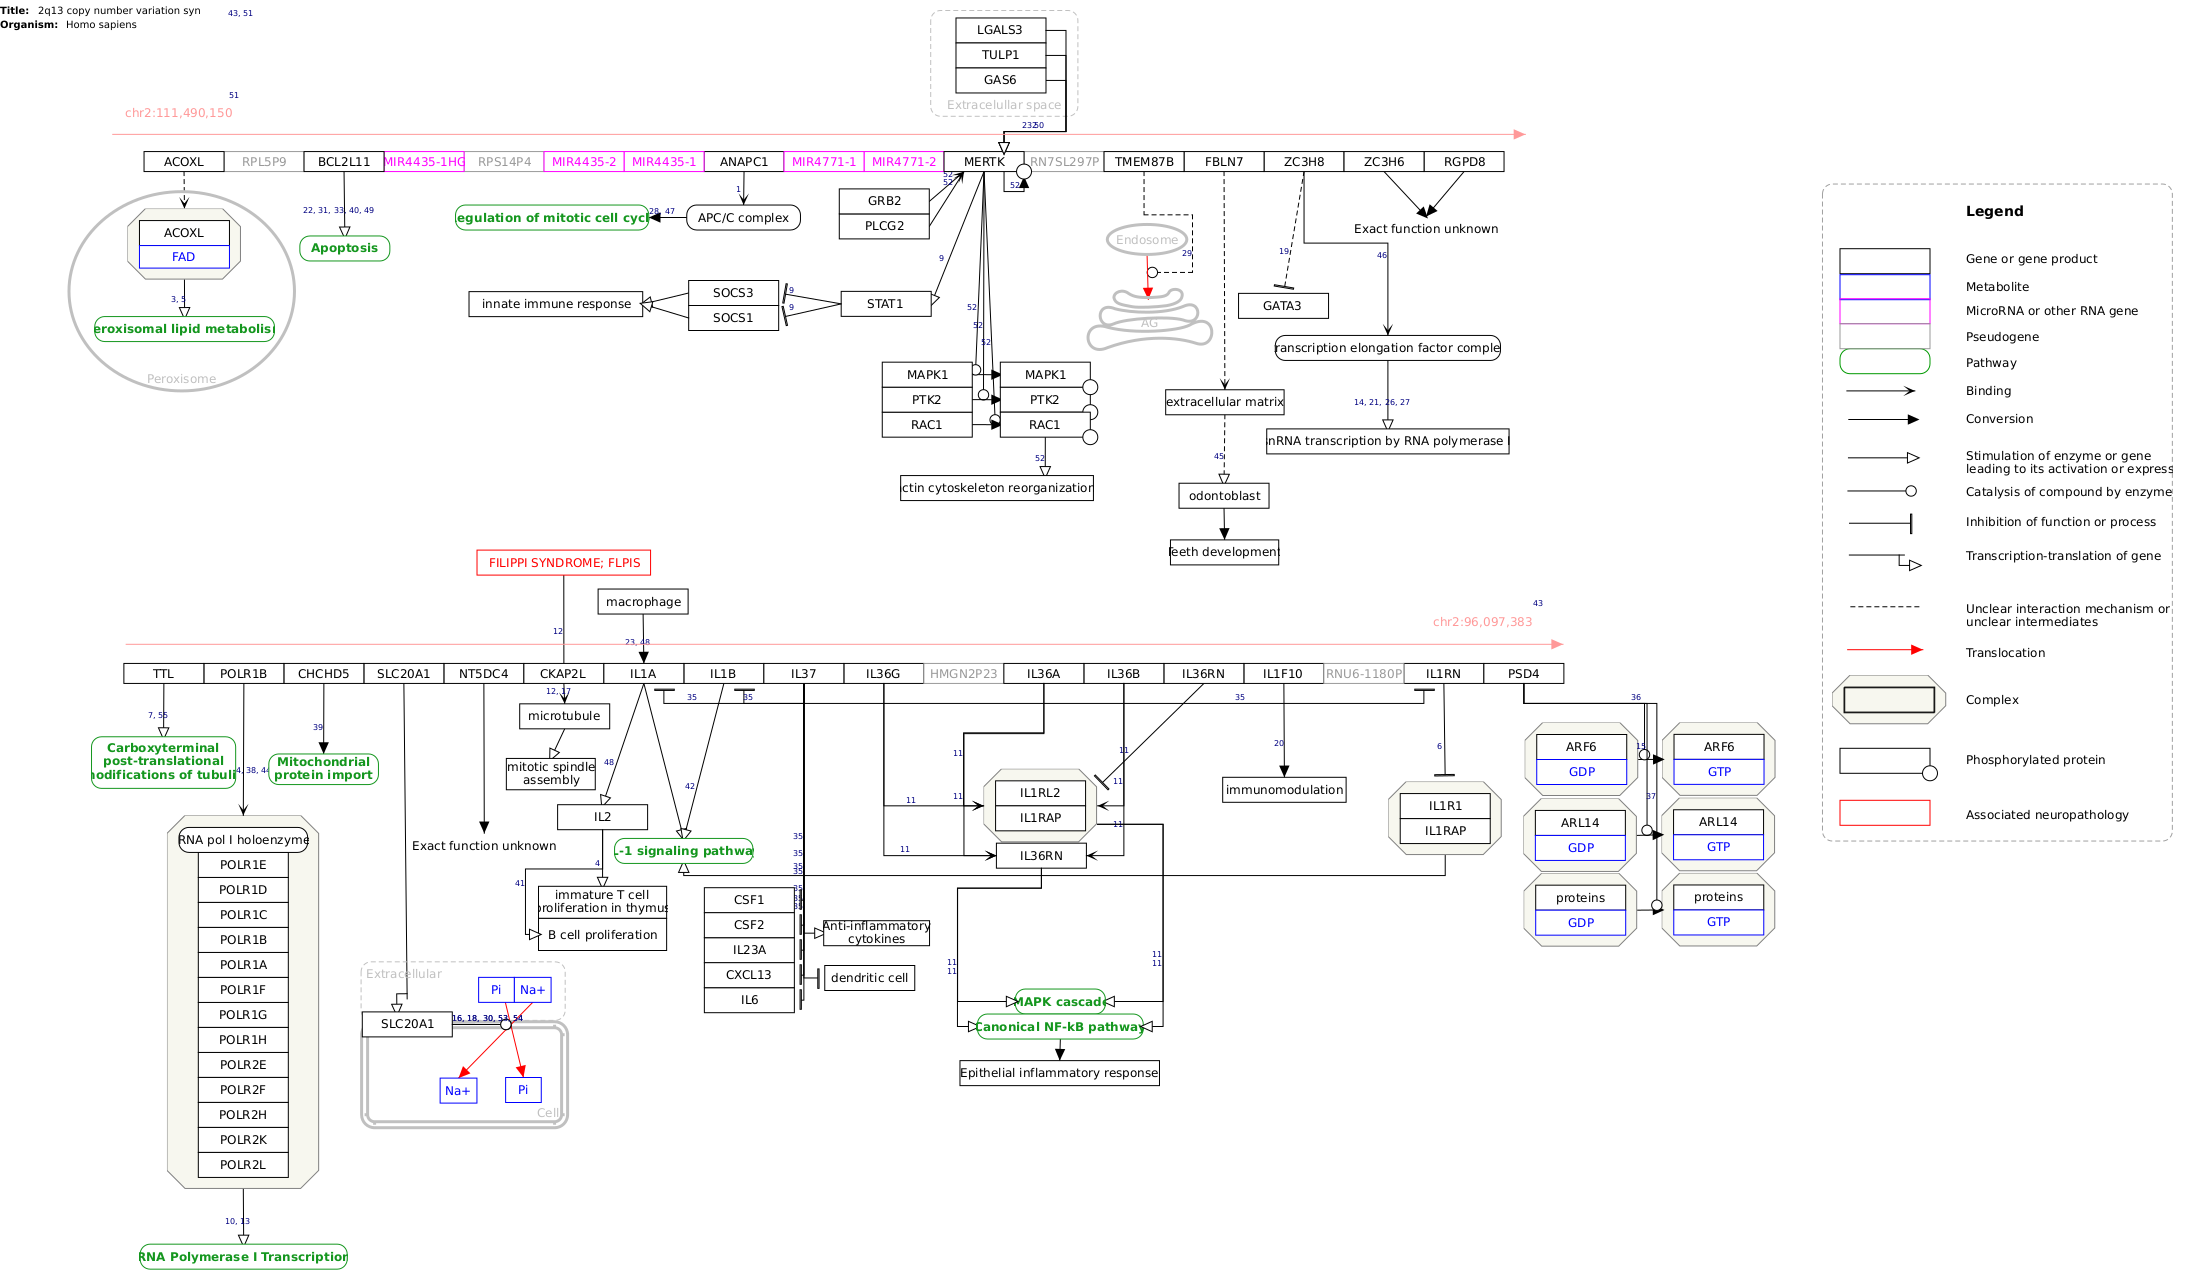 Title: 2q13 copy number variation syn
Organism: Homo sapiens
43, 51
51
chr2:111,490,150
LGALS3
TULP1
GAS6
Extracelullar space
50
ACOXL
RPL5P9
BCL2L11
MIR4435-1HG
RPS14P4
MIR4435-2
MIR4435-1
ANAPC1
MIR4771-1
MIR4771-2
MERTK
RN7SL297P
TMEM87B
FBLN7
ZC3H8
ZC3H6
RGPD8
52
52
52
1
22, 31, 33, 40, 49
ACOXL
FAD
3, 5
eroxisomal lipid metabolis
Peroxisome
Apoptosis
egulation of mitotic cell cycl
28, 47
APC/C complex
GRB2
PLCG2
9
innate immune response
SOCS3
SOCS1
9
9
STAT1
52
52
52
MAPK1
PTK2
RAC1
MAPK1
PTK2
RAC1
52
ctin cytoskeleton reorganization
Endosome
29
AG
19
GATA3
Exact function unknown
46
ranscription elongation factor comple
14, 21, 26, 27
nRNA transcription by RNA polymerase I
extracellular matrix
45
odontoblast
Teeth development
Legend
Gene or gene product
Metabolite
MicroRNA or other RNA gene
Pseudogene
Pathway
Binding
Conversion
Stimulation of enzyme or gene
leading to its activation or express
Catalysis of compound by enzyme
Inhibition of function or process
Transcription-translation of gene
Unclear interaction mechanism or
unclear intermediates
Translocation
Complex
Phosphorylated protein
Associated neuropathology
FILIPPI SYNDROME; FLPIS
macrophage
12
23, 48
43
chr2:96,097,383
TTL
POLR1B
CHCHD5
SLC20A1
NT5DC4
CKAP2L
IL1A
IL1B
IL37
IL36G
HMGN2P23
IL36A
IL36B
IL36RN
IL1F10
RNU6-1180P
IL1RN
PSD4
7, 55
39
12, 17
35
35
35
36
Carboxyterminal
post-translational
modifications of tubuli
4, 38, 44
Mitochondrial
protein import
microtubule
mitotic spindle
assembly
48
42
IL2
Exact function unknown
L-1 signaling pathwa
4
41
immature T cell
proliferation in thymus
B cell proliferation
35
35
35
35
35
35
35
CSF1
CSF2
IL23A
CXCL13
IL6
Anti-inflammatory
cytokines
dendritic cell
11
11
11
11
11
11
11
IL1RL2
IL1RAP
IL36RN
20
immunomodulation
6
IL1R1
IL1RAP
15
37
ARF6
GDP
ARF6
GTP
ARL14
GDP
ARL14
GTP
proteins
GDP
proteins
GTP
RNA pol I holoenzyme
POLR1E
POLR1D
POLR1C
POLR1B
POLR1A
POLR1F
POLR1G
POLR1H
POLR2E
POLR2F
POLR2H
POLR2K
POLR2L
10, 13
RNA Polymerase I Transcription
Extracellular
Pi
Na+
SLC20A1
16, 18, 30, 53, 54
Na+
Pi
Cell
11
11
11
11
MAPK cascade
Canonical NF-kB pathway
Epithelial inflammatory response